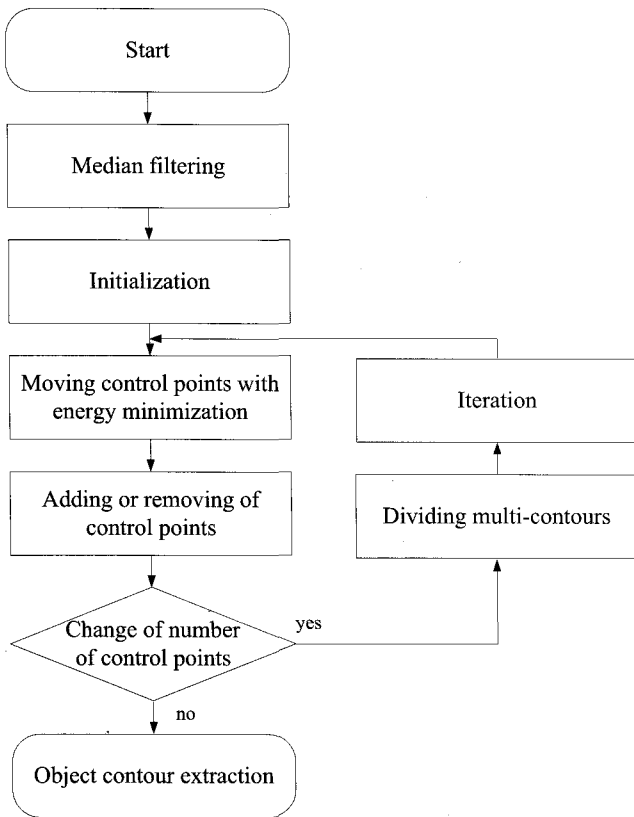 Start
Median filtering
Initialization
Moving control points with
energy minimization
Iteration
Adding or removing of
control points
Dividing multi-contours
Change of number
of control points
yes
no
Object contour extraction